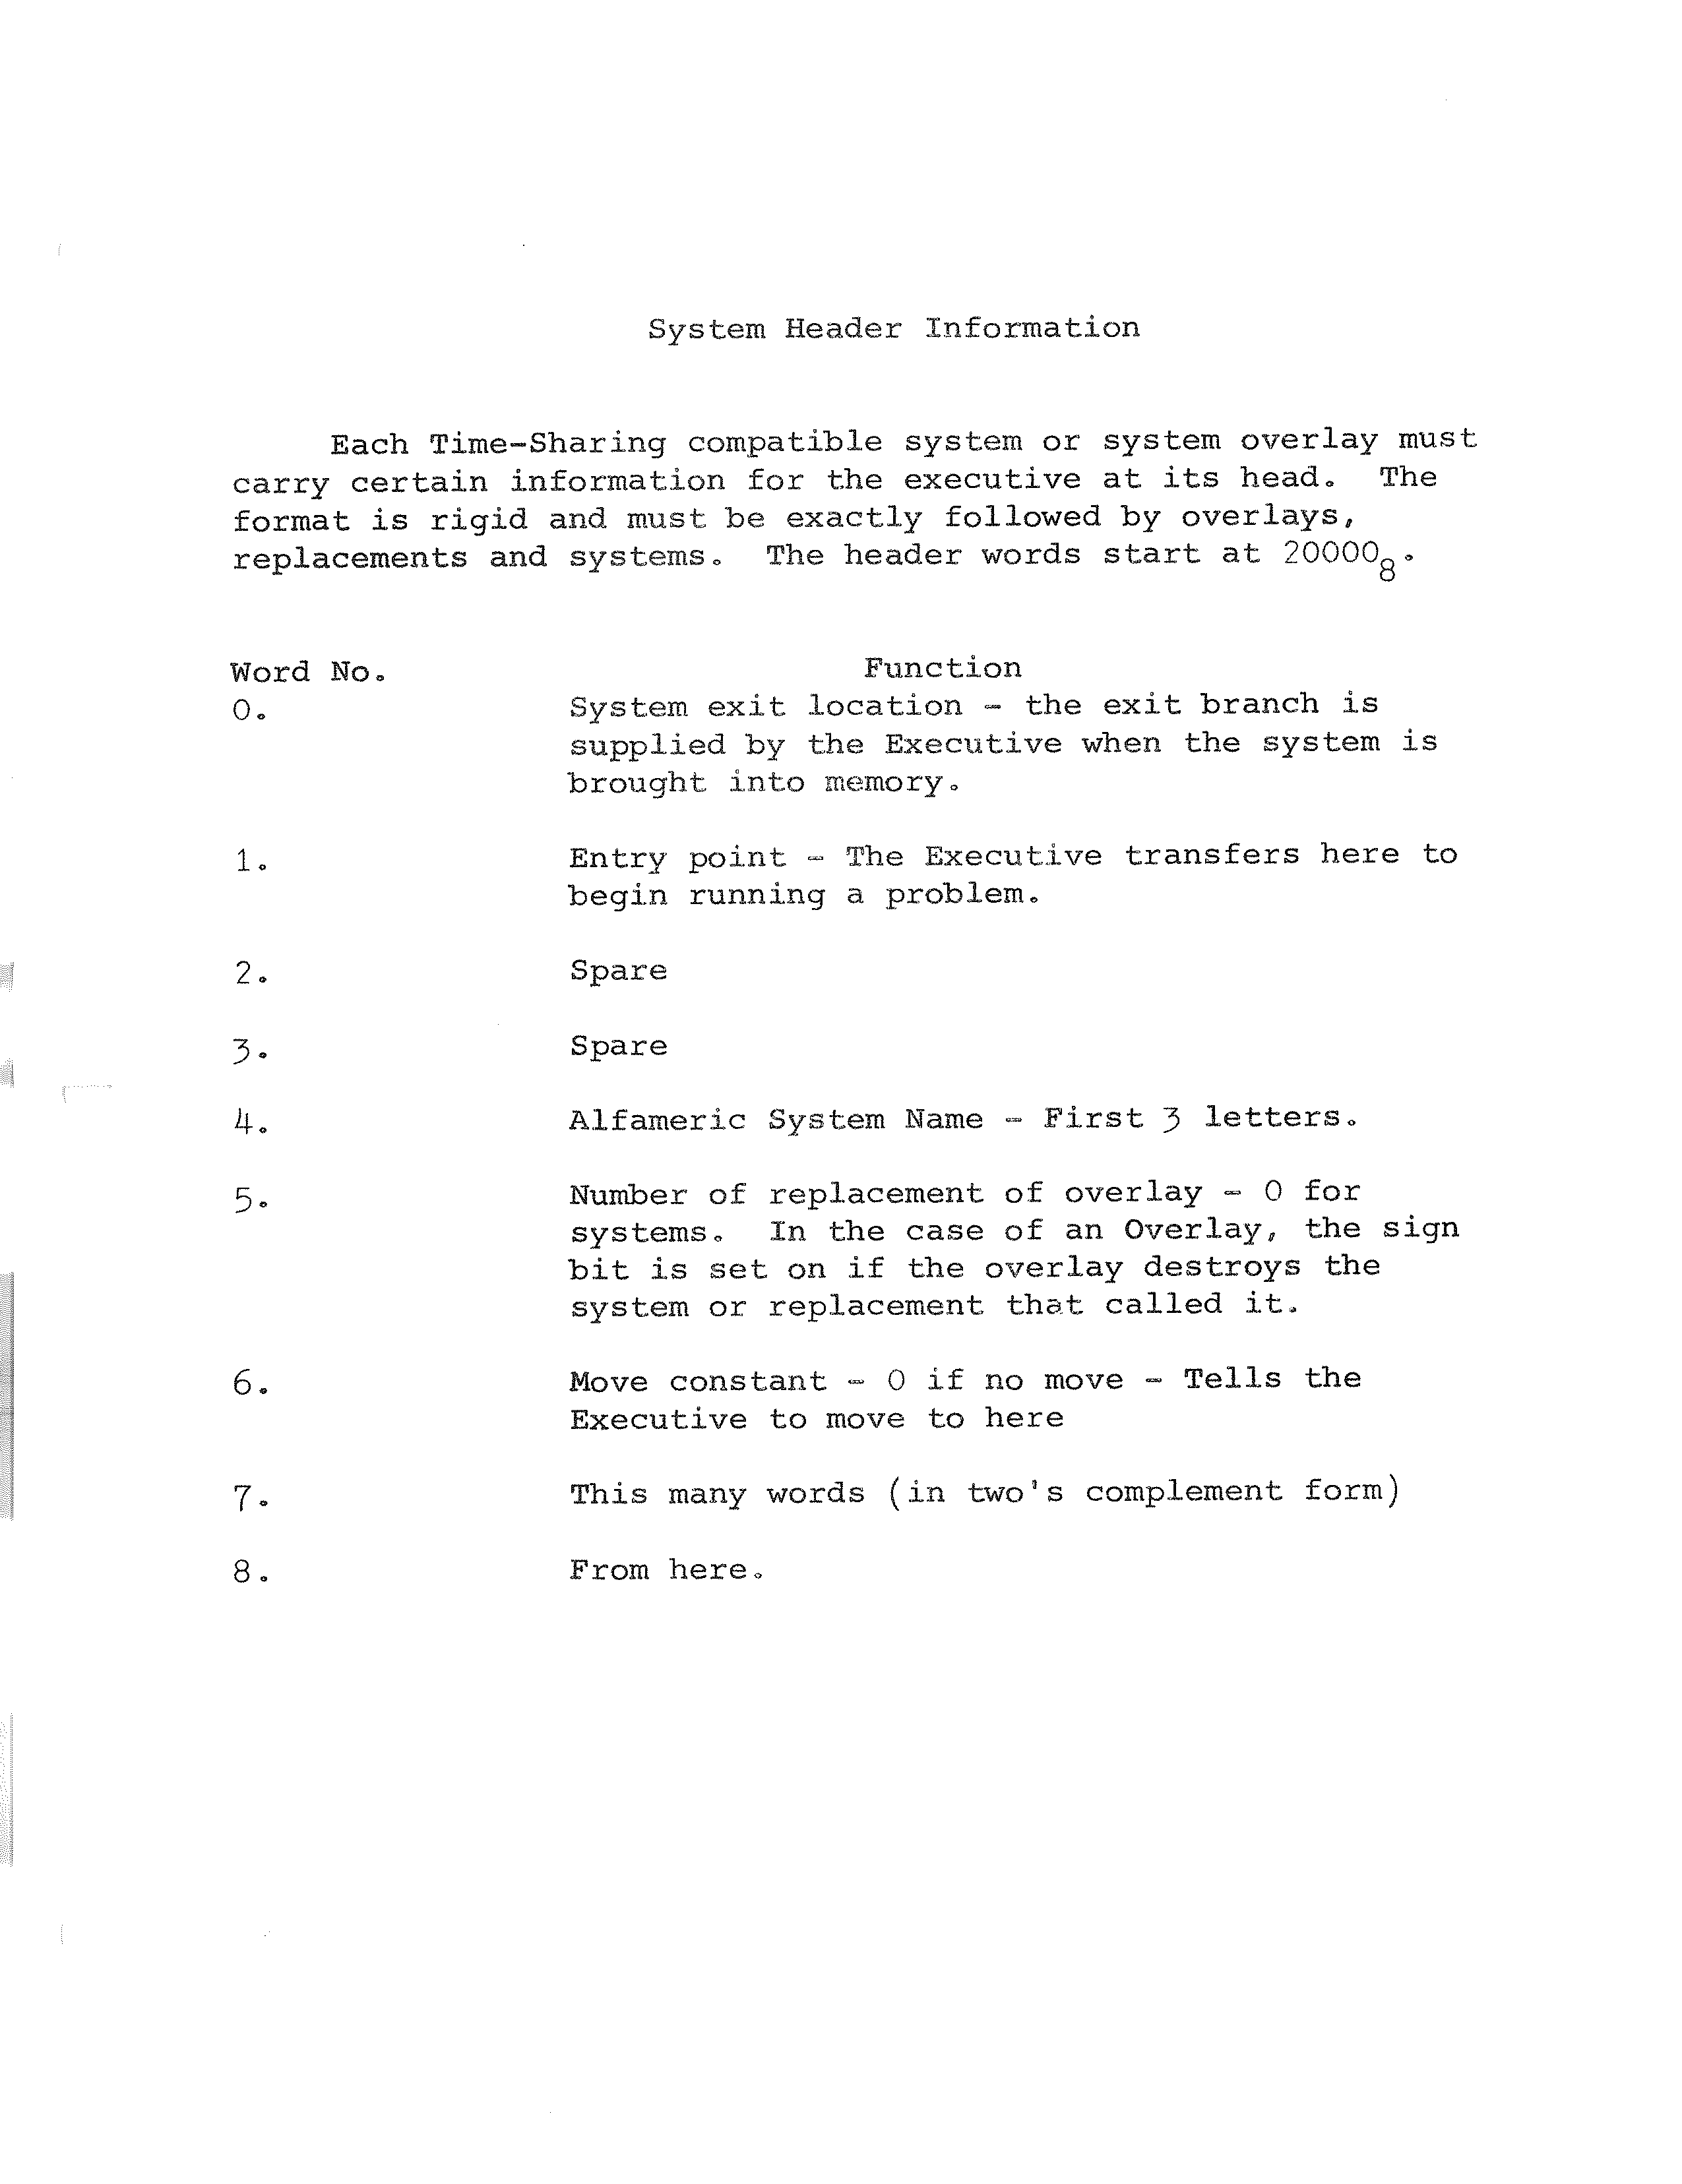 System Header Information
Each Time-Sharing compatible system or system overlay must
carry certain information for the executive at its head. The
format is rigid and must be exactly followed by overlays,
replacements and systems. The header words start at 20000₈.
Word No. Function
0. System exit location - the exit branch is
supplied by the Executive when the system is
brought into memory.
1. Entry point - The Executive transfers here to
begin running a problem.
2. Spare
3. Spare
4. Alfameric System Name - First 3 letters.
5. Number of replacement of overlay - 0 for
systems. In the case of an Overlay, the sign
bit is set on if the overlay destroys the
system or replacement that called it.
6. Move constant - 0 if no move - Tells the
Executive to move to here
7. This many words (in two's complement form)
8. From here.